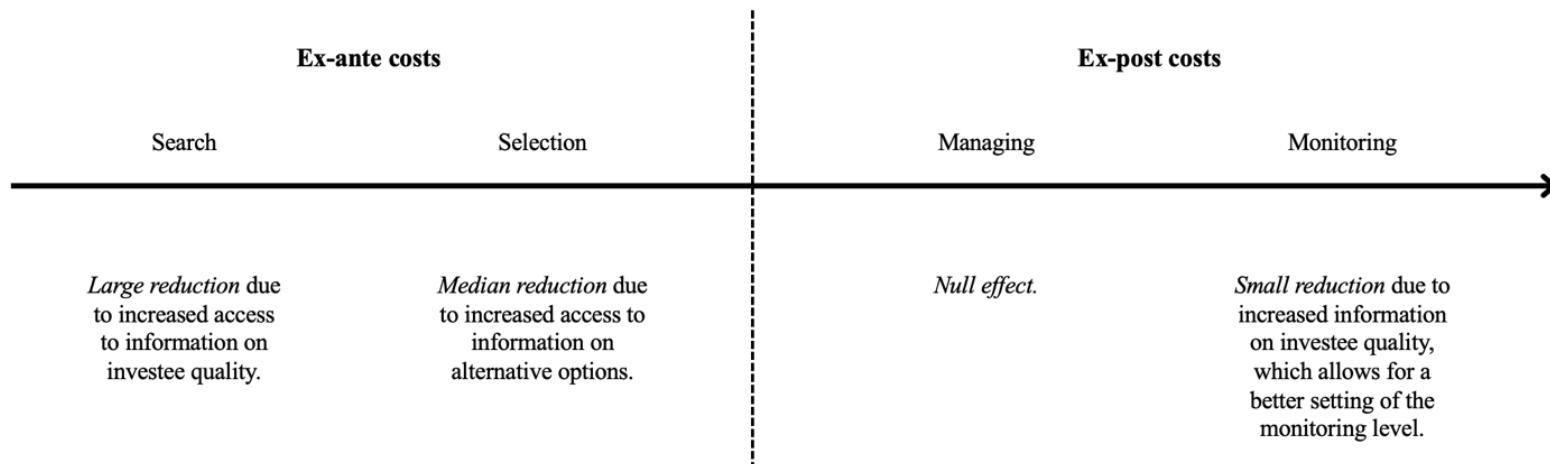 Ex-ante costs
Ex-post costs
Search
Selection
Managing
Monitoring
Large reduction due
to increased access
to information on
investee quality.
Median reduction due
to increased access to
information on
alternative options.
Null effect.
Small reduction due to
increased information
on investee quality,
which allows for a
better setting of the
monitoring level.